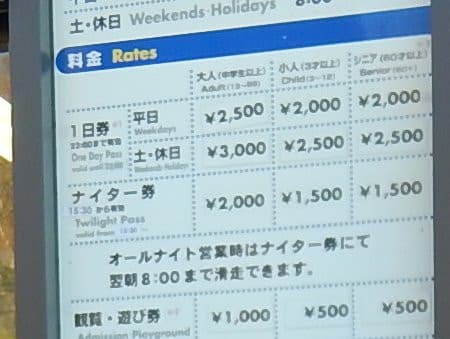 土・休日 Weekends・Holidays
料金 Rates
大人(中学生以上) 小人(3才以上) シニア(60才以上)
Adult(13~59) Child(3~12) Senior(60+)
1日券 平日 ¥2,500 ¥2,000 ¥2,000
22:00まで有効 Weekdays
One Day Pass 土・休日 ¥3,000 ¥2,500 ¥2,500
valid until 22:00 Weekends・Holidays
ナイター券 ¥2,000 ¥1,500 ¥1,500
15:30 から有効
Twilight Pass
valid from 15:30
オールナイト営業時はナイター券にて
翌朝8:00まで滑走できます。
観覧・遊び券 ¥1,000 ¥500 ¥500
Admission Playground